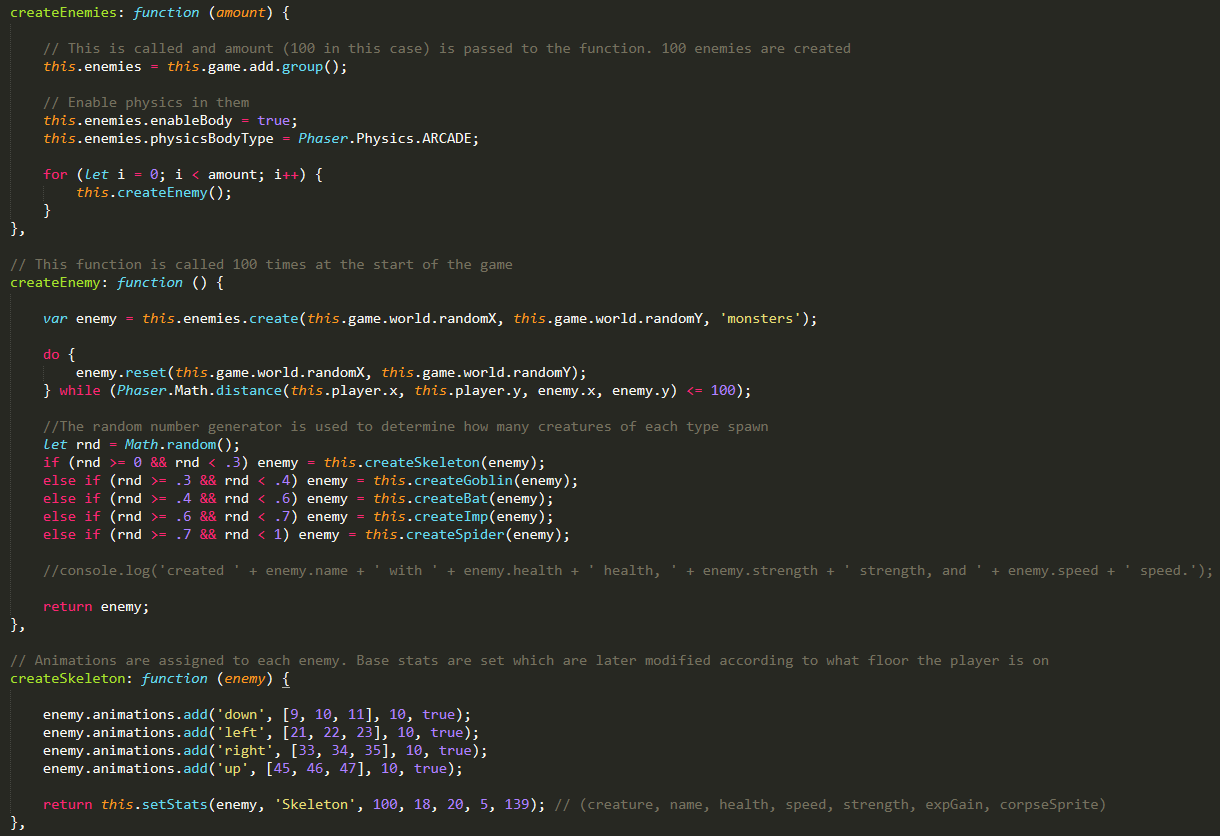 createEnemies: function (amount) {
// This is called and amount (100 in this case) is passed to the function. 100 enemies are created
this.enemies = this.game.add.group();
// Enable physics in them
this.enemies.enableBody = true;
this.enemies.physicsBodyType = Phaser.Physics.ARCADE;
for (let i = 0; i < amount; i++) {
this.createEnemy();
}
},
// This function is called 100 times at the start of the game
createEnemy: function () {
var enemy = this.enemies.create(this.game.world.randomX, this.game.world.randomY, 'monsters');
do {
enemy.reset(this.game.world.randomX, this.game.world.randomY);
} while (Phaser.Math.distance(this.player.x, this.player.y, enemy.x, enemy.y) <= 100);
//The random number generator is used to determine how many creatures of each type spawn
let rnd = Math.random();
if (rnd >= 0 && rnd < .3) enemy = this.createSkeleton(enemy);
else if (rnd >= .3 && rnd < .4) enemy = this.createGoblin(enemy);
else if (rnd >= .4 && rnd < .6) enemy = this.createBat(enemy);
else if (rnd >= .6 && rnd < .7) enemy = this.createImp(enemy);
else if (rnd >= .7 && rnd < 1) enemy = this.createSpider(enemy);
//console.log('created ' + enemy.name + ' with ' + enemy.health + ' health, ' + enemy.strength + ' strength, and ' + enemy.speed + ' speed.');
return enemy;
},
// Animations are assigned to each enemy. Base stats are set which are later modified according to what floor the player is on
createSkeleton: function (enemy) {
enemy.animations.add('down', [9, 10, 11], 10, true);
enemy.animations.add('left', [21, 22, 23], 10, true);
enemy.animations.add('right', [33, 34, 35], 10, true);
enemy.animations.add('up', [45, 46, 47], 10, true);
return this.setStats(enemy, 'Skeleton', 100, 18, 20, 5, 139); // (creature, name, health, speed, strength, expGain, corpseSprite)
},